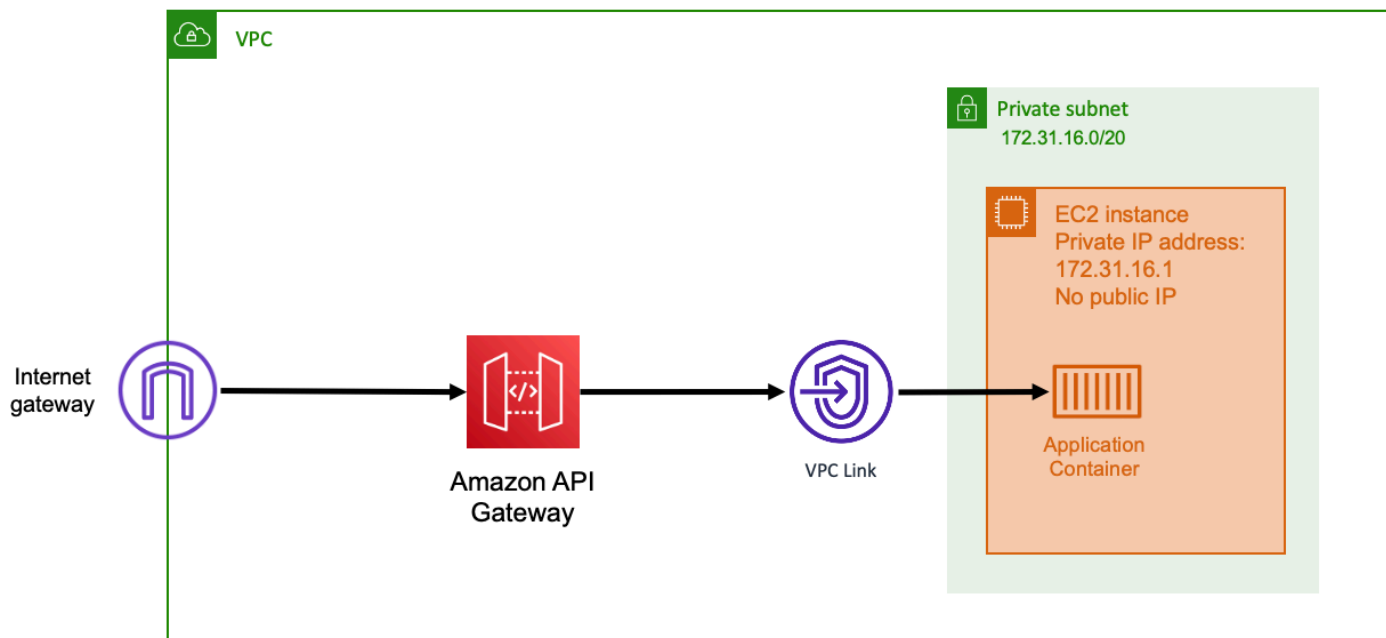 VPC
Private subnet
172.31.16.0/20
EC2 instance
Private IP address:
172.31.16.1
No public IP
Internet
gateway
</>
Amazon API
Gateway
VPC Link
Application
Container